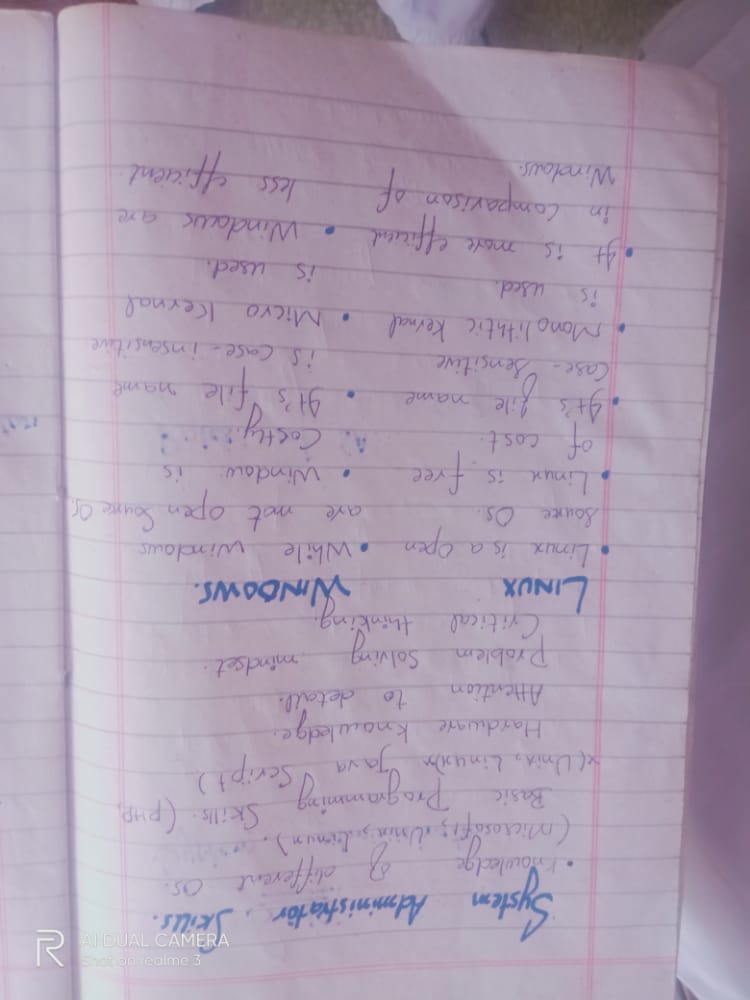 AI DUAL CAMERA
Shot on realme 3
System Administrator Skills.
• Knowledge of different OS.
(Microsoft, Unix, Linux).
Basic Programming Skills. (PHP,
x(Unix, Linux)x Java Script)
Hardware knowledge.
Attention to detail.
Problem Solving mindset.
Critical thinking.
LINUX WINDOWS.
• Linux is a open • While windows
Source OS. are not open Source OS.
• Linux is free • Window is
of cost. Costly.
• It's file name • It's file name
Case-Sensitive is case-insensitive
• Monolithtic Kernal • Micro Kernal
is used. is used.
• It is more efficient • Windows are
in comparison of less efficient.
Windows.